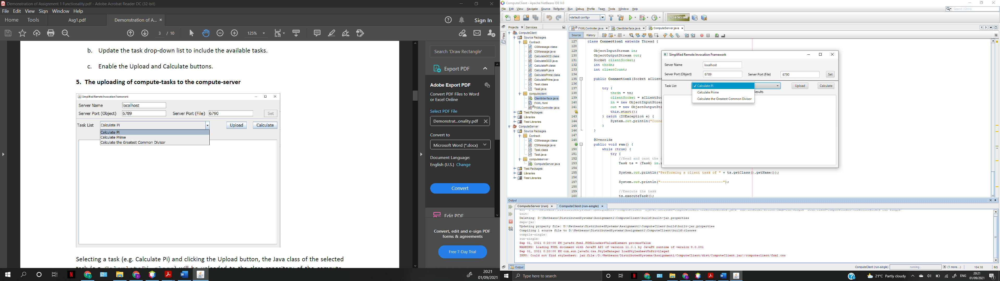 Demonstration of Assignment 1 Functionality.pdf - Adobe Acrobat Reader DC (32-bit)
File Edit View Sign Window Help
Home Tools Asg1.pdf Demonstration of A... × Sign In
3 / 10 125%
b. Update the task drop-down list to include the available tasks.
c. Enable the Upload and Calculate buttons.
5. The uploading of compute-tasks to the compute-server
Simplified Remote Invocation Framework
Server Name localhost
Server Port (Object) 6789 Server Port (File) 6790 Set
Task List Calculate Pi Upload Calculate
Calculate Pi
Calculate Prime
Calculate the Greatest Common Divisor
Selecting a task (e.g. Calculate Pi) and clicking the Upload button, the Java class of the selected
Search 'Draw Rectangle'
Export PDF
Adobe Export PDF
Convert PDF Files to Word
or Excel Online
Select PDF File
Demonstrat...onality.pdf
Convert to
Microsoft Word (*.docx)
Document Language:
English (U.S.) Change
Convert
Edit PDF
Convert, edit and e-sign PDF
forms & agreements
Free 7-Day Trial
20:21
01/09/2021
ComputeClient - Apache NetBeans IDE 9.0
File Edit View Navigate Source Refactor Run Debug Profile Team Tools Window Help
Search (Ctrl+I)
<default config> 222.6/363.5MB
Projects × Services
Files
ComputeClient
Source Packages
Contract
CSMessage.class
CSMessage.java
CalculateGCD.class
CalculateGCD.java
CalculatePi.class
CalculatePi.java
CalculatePrime.class
CalculatePrime.java
Task.class
Task.java
computeclient
ClientInterface.java
FXML.fxml
FXMLController.java
Test Packages
Libraries
Test Libraries
ComputeServer
Source Packages
Contract
CSMessage.class
CSMessage.java
Task.class
Task.java
computeserver
ComputeServer.java
Test Packages
Libraries
Test Libraries
FXMLController.java × ClientInterface.java × ComputeServer.java ×
Source History
127 class Connection1 extends Thread {
128
129 ObjectInputStream in;
130 ObjectOutputStream out;
131 Socket clientSocket;
132 int thrdn;
133 int clientCount;
134
135 public Connection1(Socket aClient
136
137 try {
138 thrdn = tn;
139 clientSocket = aClientSoc
140 in = new ObjectInputStrea
141 out = new ObjectOutputStr
this.start();
143 } catch (IOException e) {
144 System.out.println("Conne
145 }
146 }
147
148 @Override
public void run() {
150 while (true) {
151 try {
152 //Read and cast the
153 Task ts = (Task) in.r
154
155 System.out.println("Performing a client task of " + ts.getClass().getName());
156
157 System.out.println("------------------------------");
158
159 //Execute the task
160 ts.executeTask();
Simplified Remote Invocation Framework
Server Name localhost
Server Port (Object) 6789 Server Port (File) 6790 Set
Task List Calculate Pi Upload Calculate
Calculate Prime
Calculate the Greatest Common Divisor
Results
Output
ComputeServer (run) × ComputeClient (run-single) ×
init:
Deleting: D:\Netbeans\DistributedSystems\Assignment1\ComputeClient\build\built-jar.properties
deps-jar:
Updating property file: D:\Netbeans\DistributedSystems\Assignment1\ComputeClient\build\built-jar.properties
Compiling 1 source file to D:\Netbeans\DistributedSystems\Assignment1\ComputeClient\build\classes
compile-single:
run-single:
Sep 01, 2021 8:20:08 PM javafx.fxml.FXMLLoader$ValueElement processValue
WARNING: Loading FXML document with JavaFX API of version 11.0.1 by JavaFX runtime of version 8.0.281
Sep 01, 2021 8:20:08 PM com.sun.javafx.css.StyleManager loadStylesheetUnPrivileged
INFO: Could not find stylesheet: jar:file:/D:/Netbeans/DistributedSystems/Assignment1/ComputeClient/dist/ComputeClient.jar!/computeclient/fxml.css
Output
ComputeClient (run-single) running... (1 more...) 104:18 INS
Type here to search
21°C Partly cloudy ENG 20:21
01/09/2021